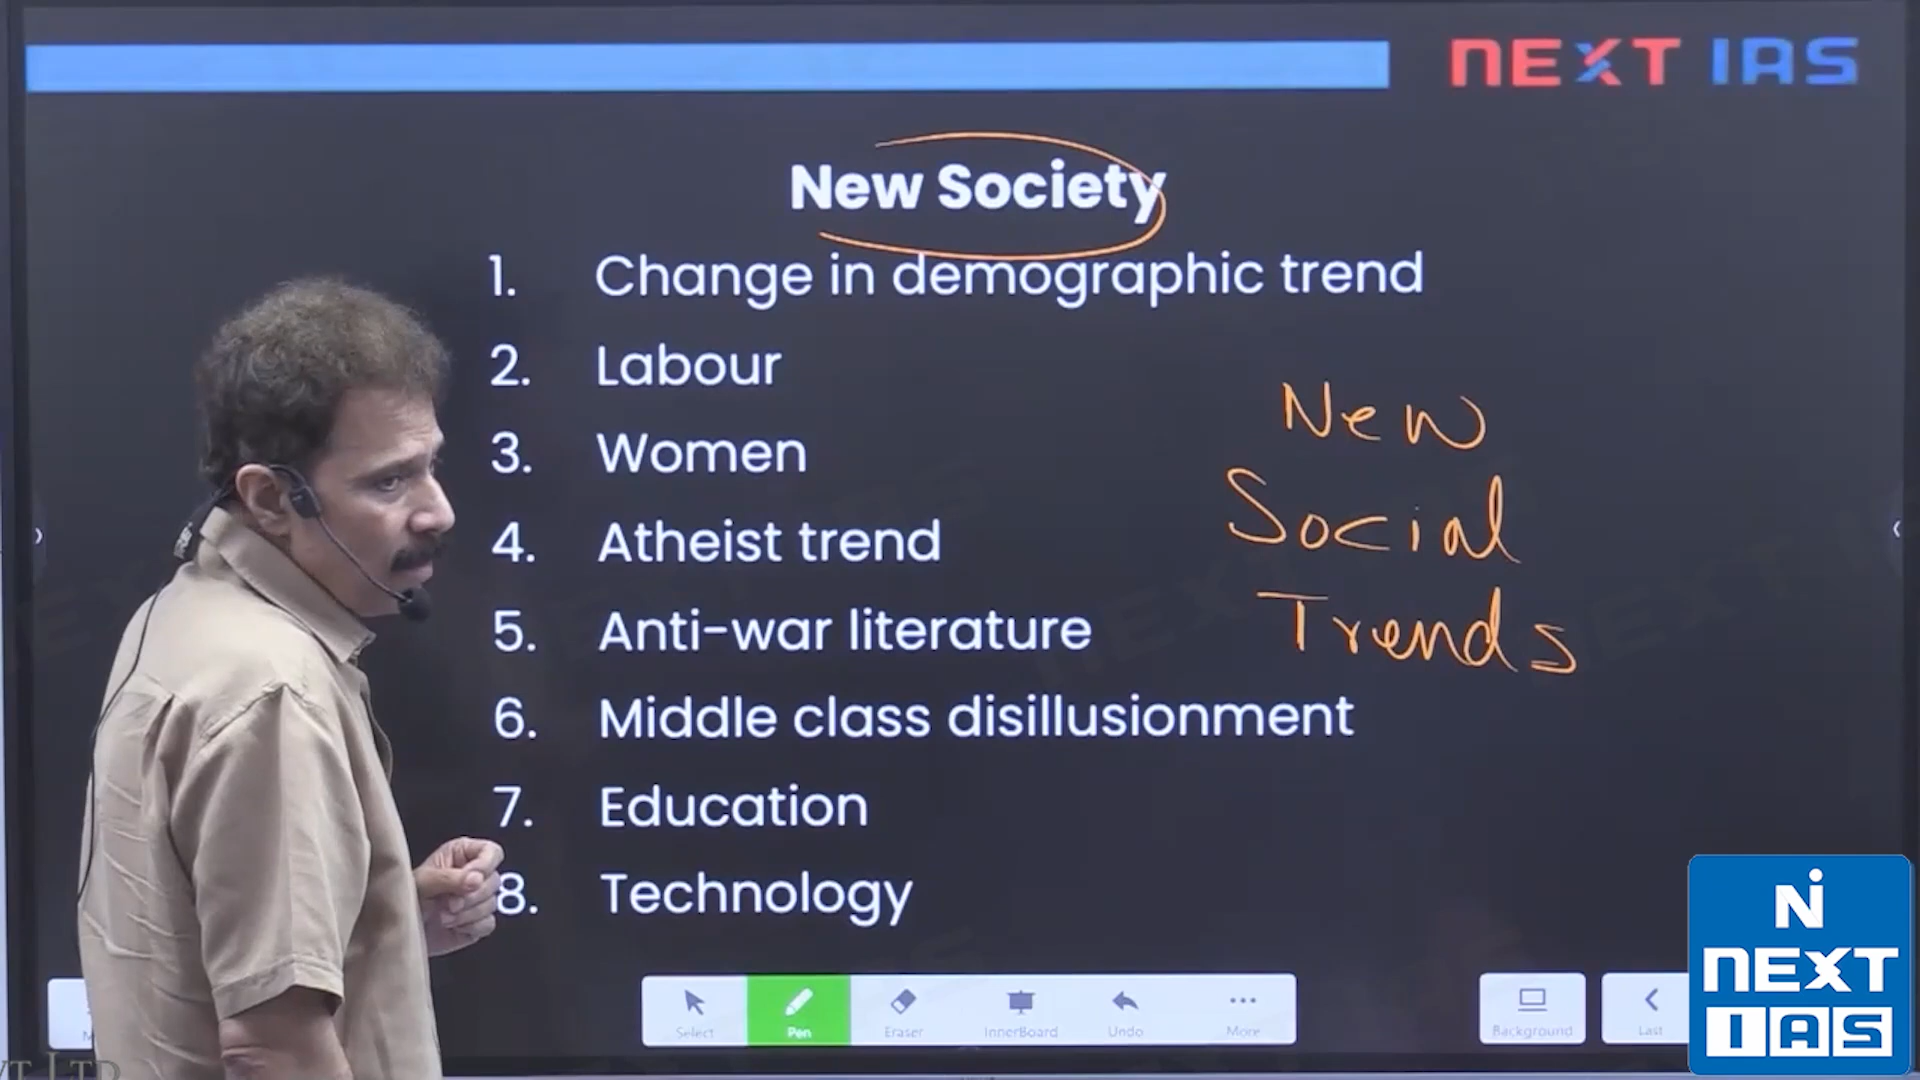 NEXT IAS
New Society
1. Change in demographic trend
2. Labour
3. Women
4. Atheist trend
5. Anti-war literature
6. Middle class disillusionment
7. Education
8. Technology
New
Social
Trends
Select
Pen
Eraser
InnerBoard
Undo
More
Background
Last
N
NEXT
IAS
LTD